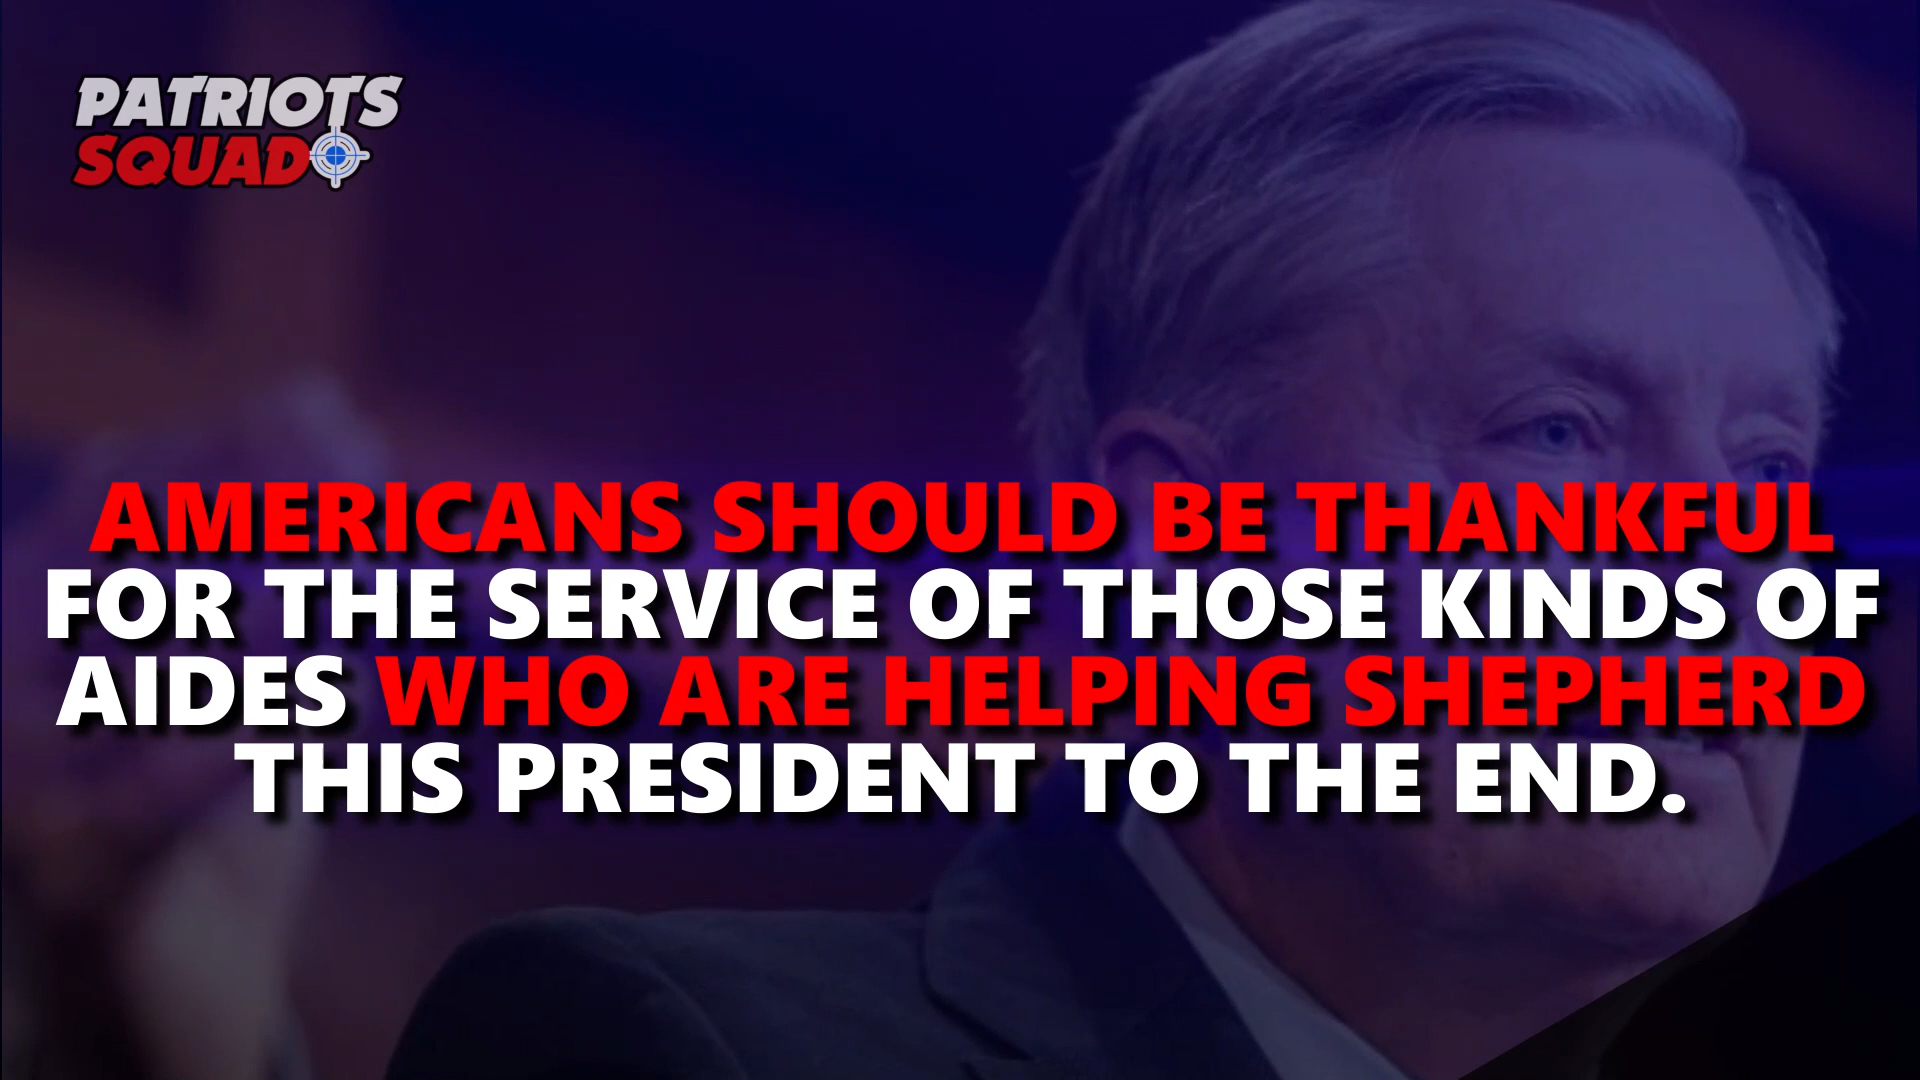 PATRIOTS
SQUAD
AMERICANS SHOULD BE THANKFUL
FOR THE SERVICE OF THOSE KINDS OF
AIDES WHO ARE HELPING SHEPHERD
THIS PRESIDENT TO THE END.